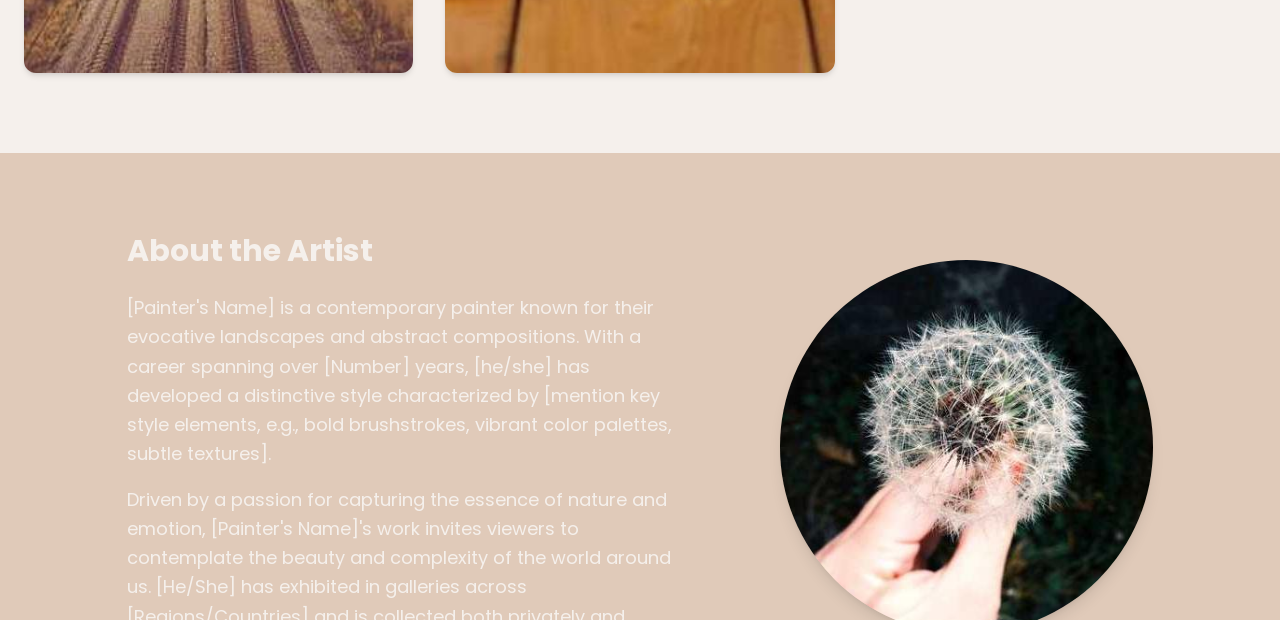 About the Artist
[Painter's Name] is a contemporary painter known for their
evocative landscapes and abstract compositions. With a
career spanning over [Number] years, [he/she] has
developed a distinctive style characterized by [mention key
style elements, e.g., bold brushstrokes, vibrant color palettes,
subtle textures].
Driven by a passion for capturing the essence of nature and
emotion, [Painter's Name]'s work invites viewers to
contemplate the beauty and complexity of the world around
us. [He/She] has exhibited in galleries across
[Regions/Countries] and is collected both privately and